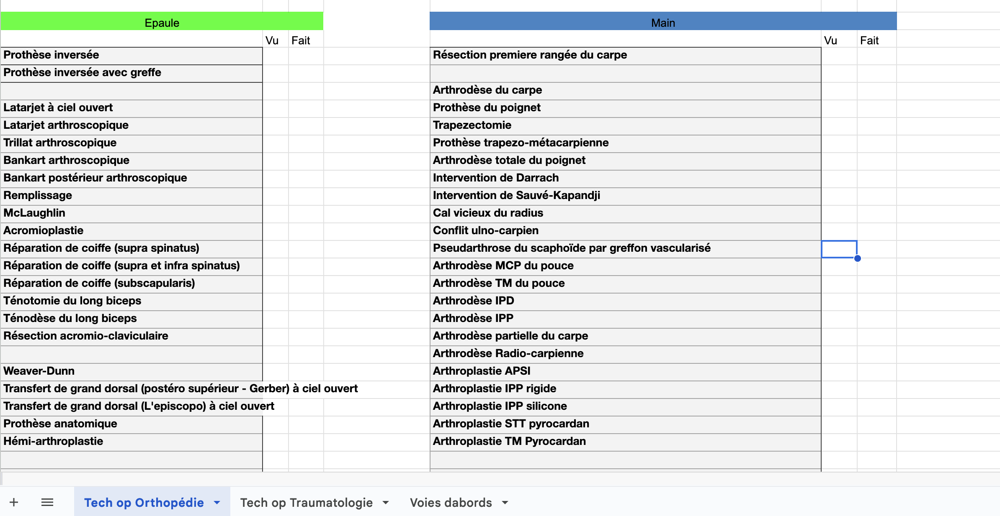 Epaule
Vu Fait
Prothèse inversée
Prothèse inversée avec greffe
Latarjet à ciel ouvert
Latarjet arthroscopique
Trillat arthroscopique
Bankart arthroscopique
Bankart postérieur arthroscopique
Remplissage
McLaughlin
Acromioplastie
Réparation de coiffe (supra spinatus)
Réparation de coiffe (supra et infra spinatus)
Réparation de coiffe (subscapularis)
Ténotomie du long biceps
Ténodèse du long biceps
Résection acromio-claviculaire
Weaver-Dunn
Transfert de grand dorsal (postéro supérieur - Gerber) à ciel ouvert
Transfert de grand dorsal (L'episcopo) à ciel ouvert
Prothèse anatomique
Hémi-arthroplastie
Main
Vu Fait
Résection premiere rangée du carpe
Arthrodèse du carpe
Prothèse du poignet
Trapezectomie
Prothèse trapezo-métacarpienne
Arthrodèse totale du poignet
Intervention de Darrach
Intervention de Sauvé-Kapandji
Cal vicieux du radius
Conflit ulno-carpien
Pseudarthrose du scaphoïde par greffon vascularisé
Arthrodèse MCP du pouce
Arthrodèse TM du pouce
Arthrodèse IPD
Arthrodèse IPP
Arthrodèse partielle du carpe
Arthrodèse Radio-carpienne
Arthroplastie APSI
Arthroplastie IPP rigide
Arthroplastie IPP silicone
Arthroplastie STT pyrocardan
Arthroplastie TM Pyrocardan
Tech op Orthopédie Tech op Traumatologie Voies dabords